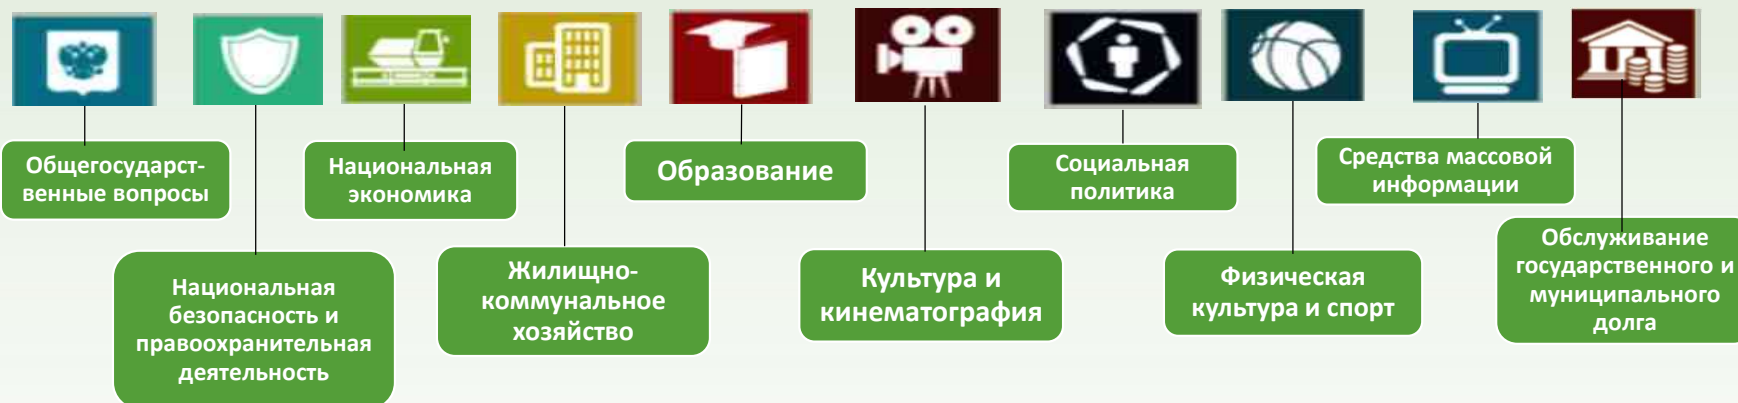 Общегосударст-
венные вопросы
Национальная
экономика
Образование
Социальная
политика
Средства массовой
информации
Национальная
безопасность и
правоохранительная
деятельность
Жилищно-
коммунальное
хозяйство
Культура и
кинематография
Физическая
культура и спорт
Обслуживание
государственного и
муниципального
долга